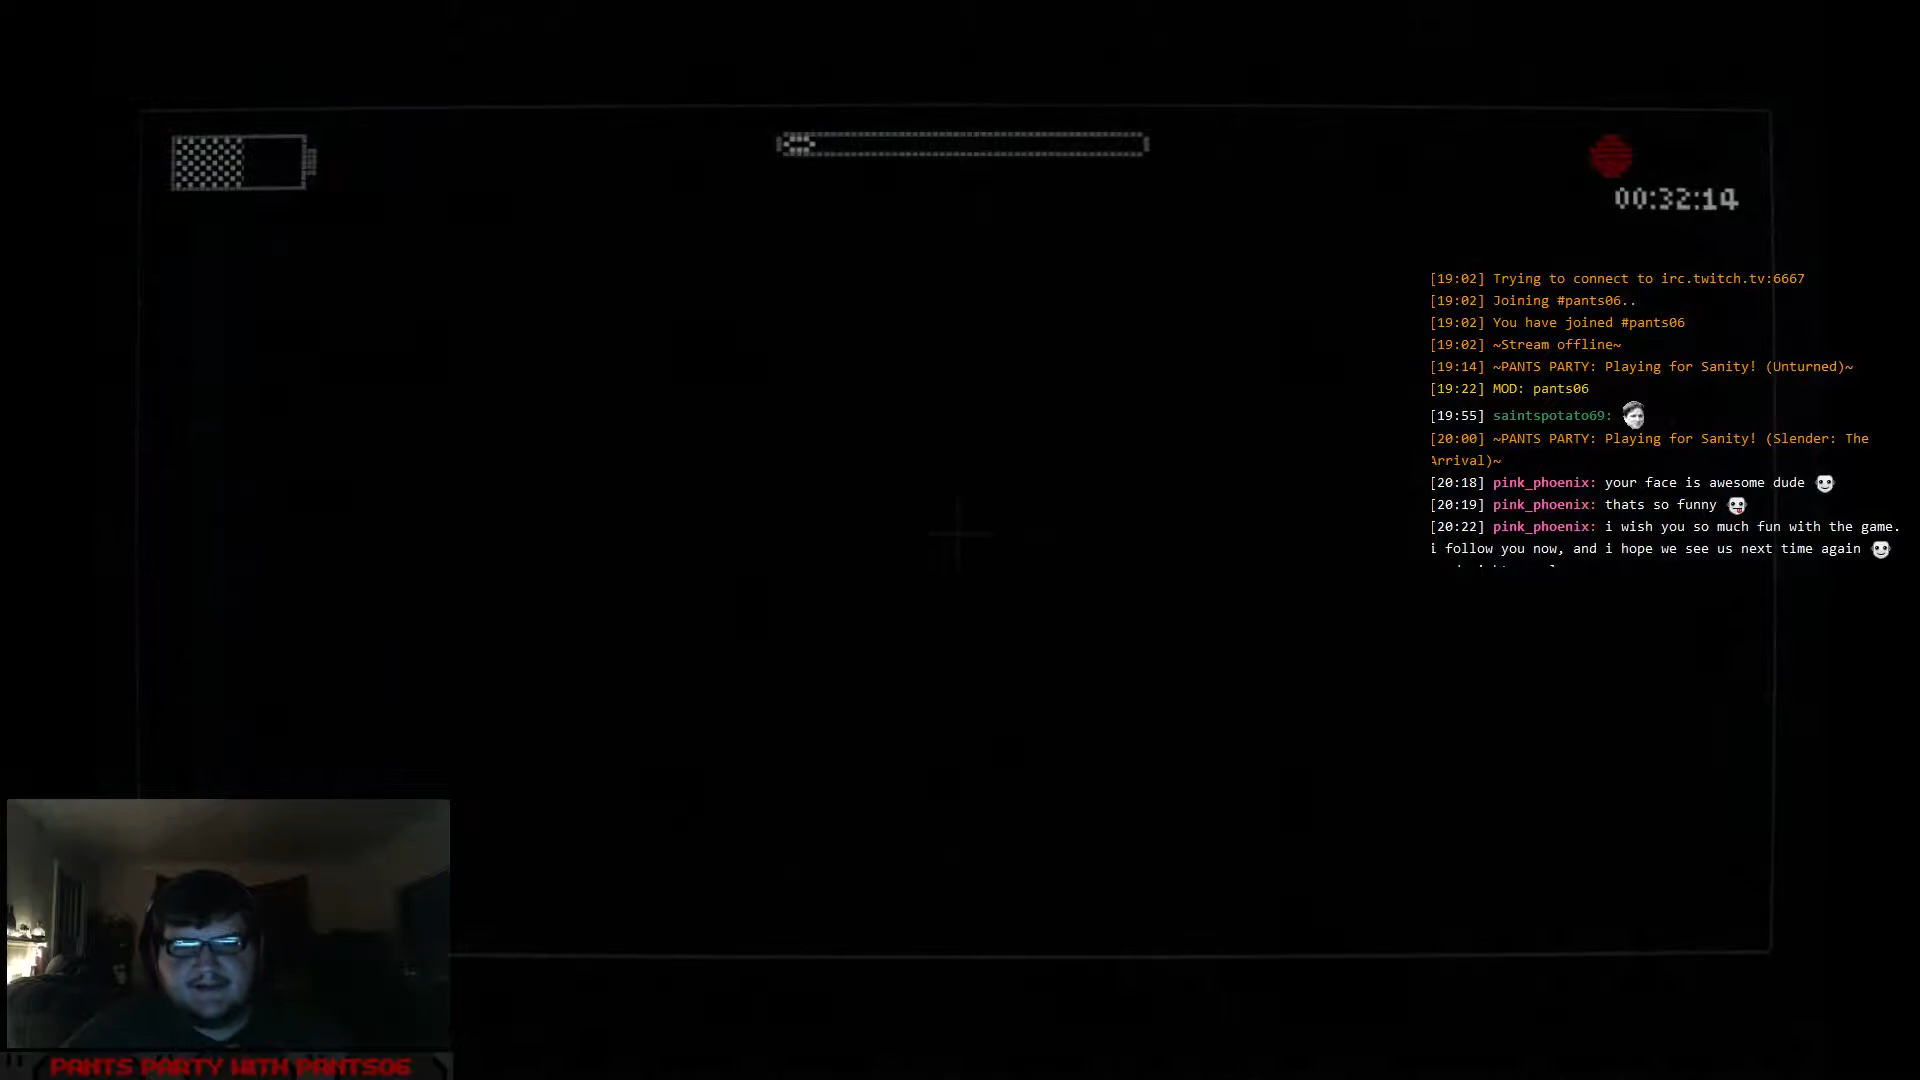 00:32:14
[19:02] Trying to connect to irc.twitch.tv:6667
[19:02] Joining #pants06..
[19:02] You have joined #pants06
[19:02] ~Stream offline~
[19:14] ~PANTS PARTY: Playing for Sanity! (Unturned)~
[19:22] MOD: pants06
[19:55] saintspotato69:
[20:00] ~PANTS PARTY: Playing for Sanity! (Slender: The
Arrival)~
[20:18] pink_phoenix: your face is awesome dude
[20:19] pink_phoenix: thats so funny
[20:22] pink_phoenix: i wish you so much fun with the game.
i follow you now, and i hope we see us next time again
PANTS PARTY WITH PANTS06